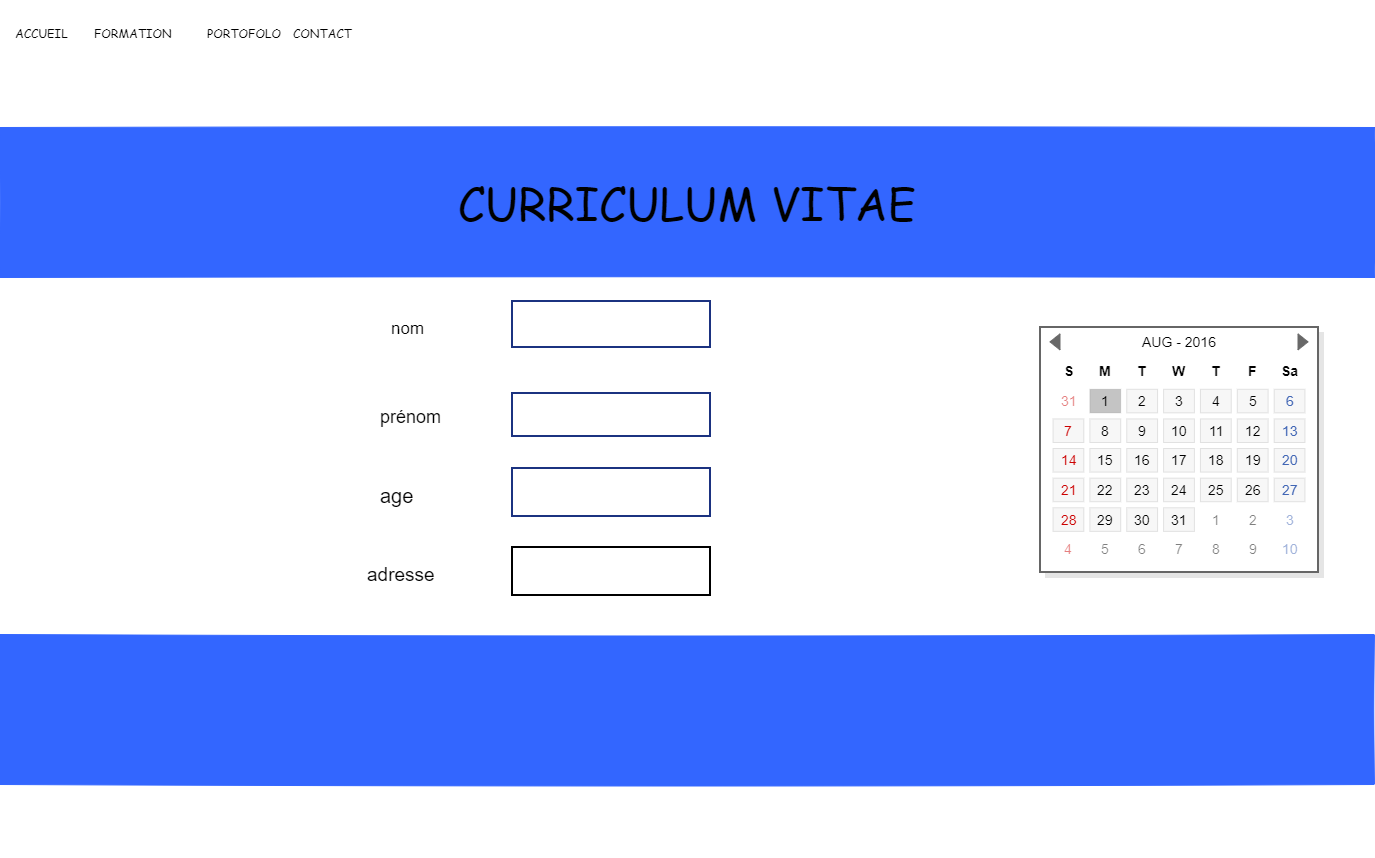 ACCUEIL FORMATION PORTOFOLO CONTACT
CURRICULUM VITAE
nom
prénom
age
adresse
AUG - 2016
S M T W T F Sa
31 1 2 3 4 5 6
7 8 9 10 11 12 13
14 15 16 17 18 19 20
21 22 23 24 25 26 27
28 29 30 31 1 2 3
4 5 6 7 8 9 10